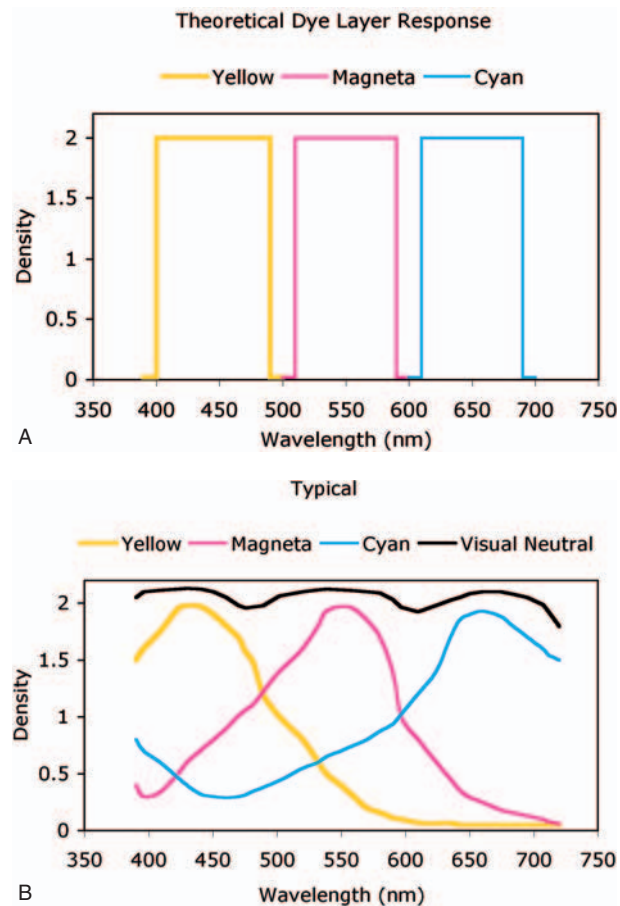 Theoretical Dye Layer Response
Yellow Magneta Cyan
2
1.5
1
0.5
0
Density
350 400 450 500 550 600 650 700 750
Wavelength (nm)
A
Typical
Yellow Magneta Cyan Visual Neutral
2
1.5
1
0.5
0
Density
350 400 450 500 550 600 650 700 750
Wavelength (nm)
B